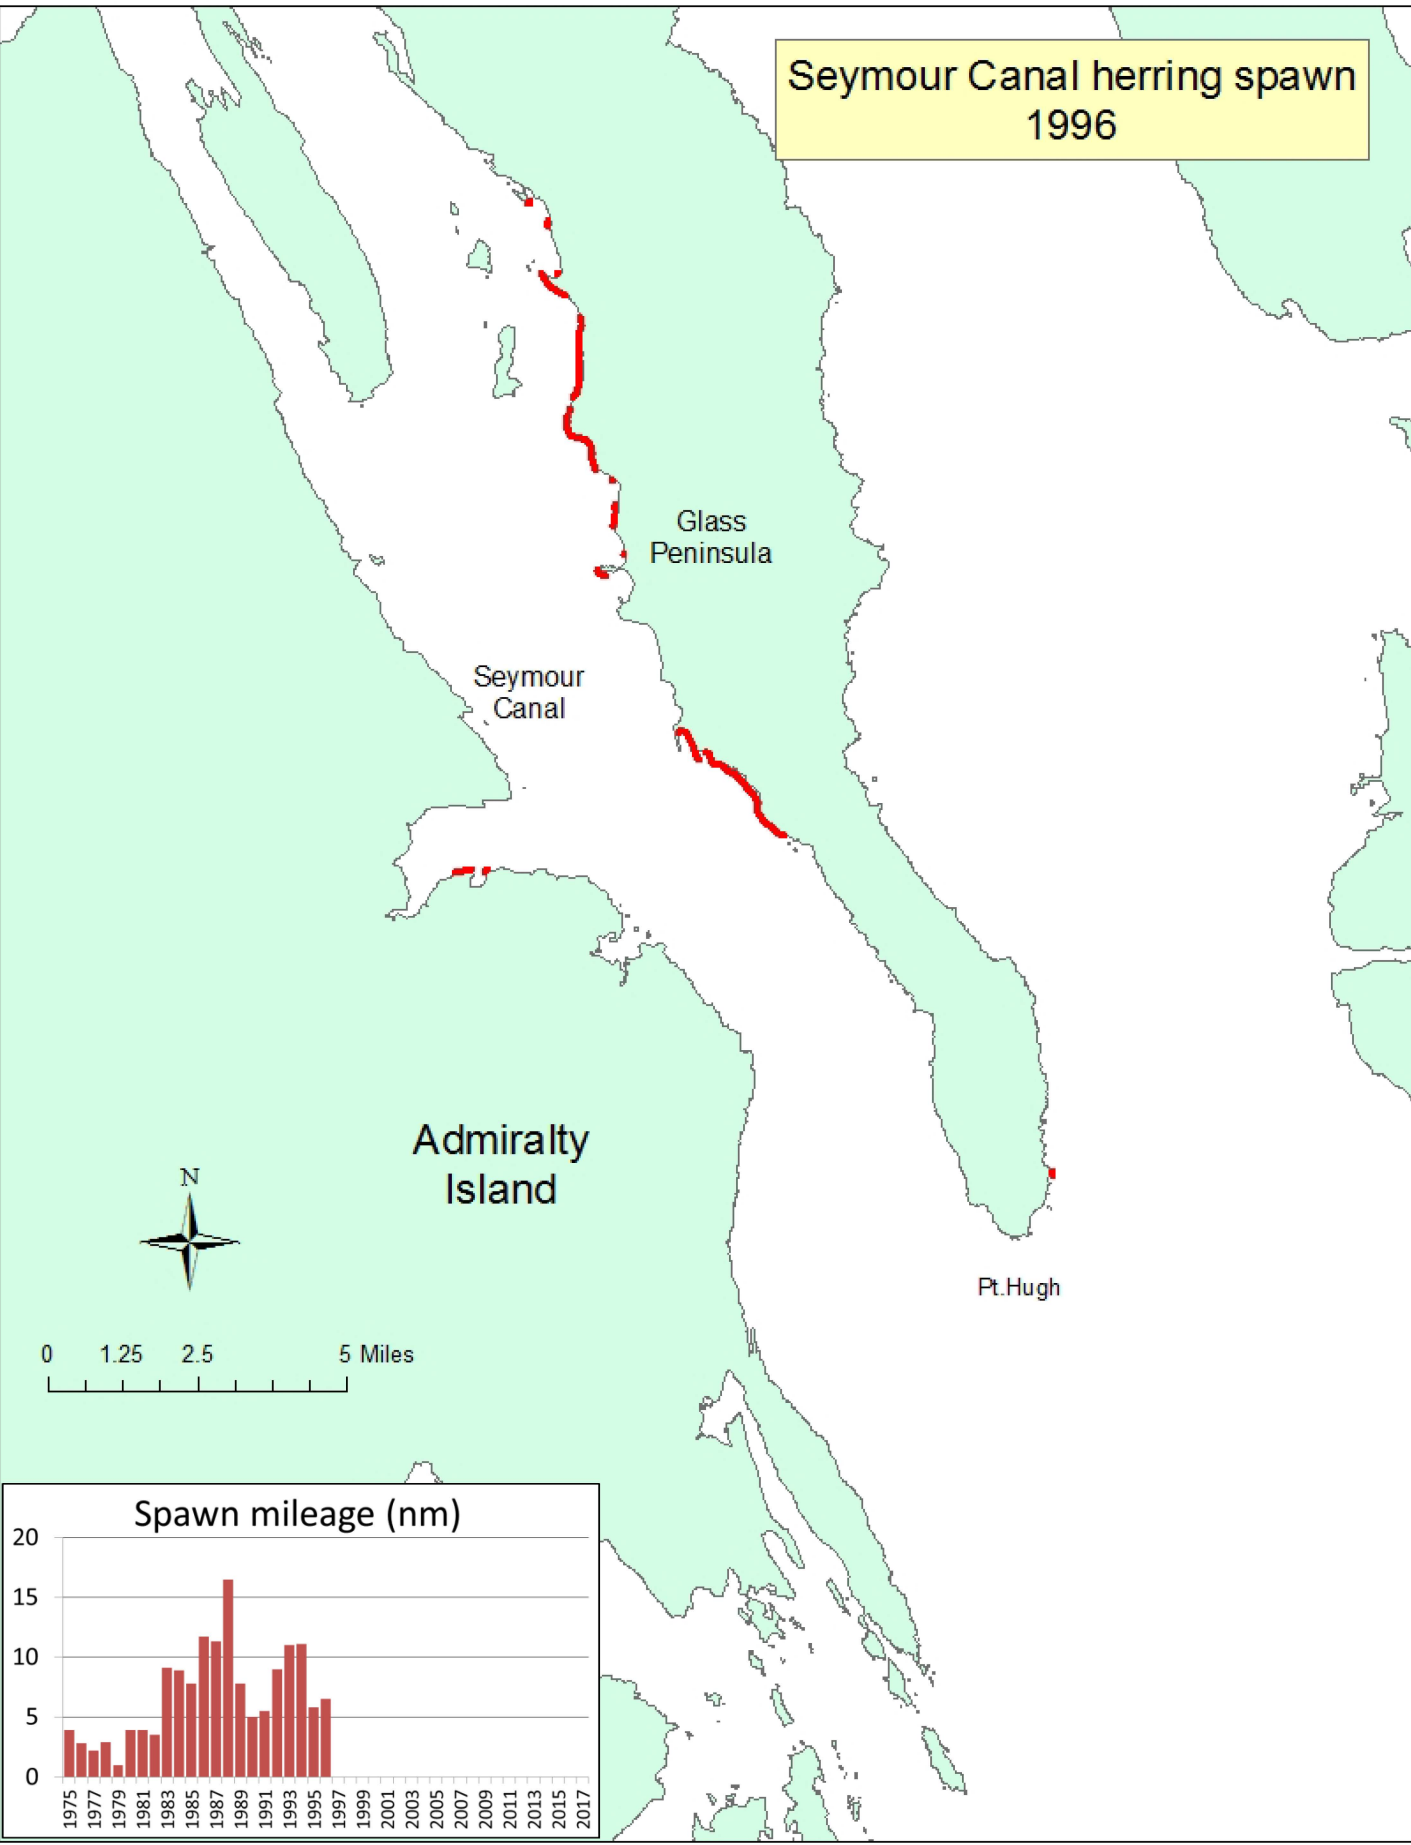 Seymour Canal herring spawn
1996
Glass
Peninsula
Seymour
Canal
Admiralty
Island
N
Pt.Hugh
0 1.25 2.5 5 Miles
Spawn mileage (nm)
20
15
10
5
0
1975 1977 1979 1981 1983 1985 1987 1989 1991 1993 1995 1997 1999 2001 2003 2005 2007 2009 2011 2013 2015 2017